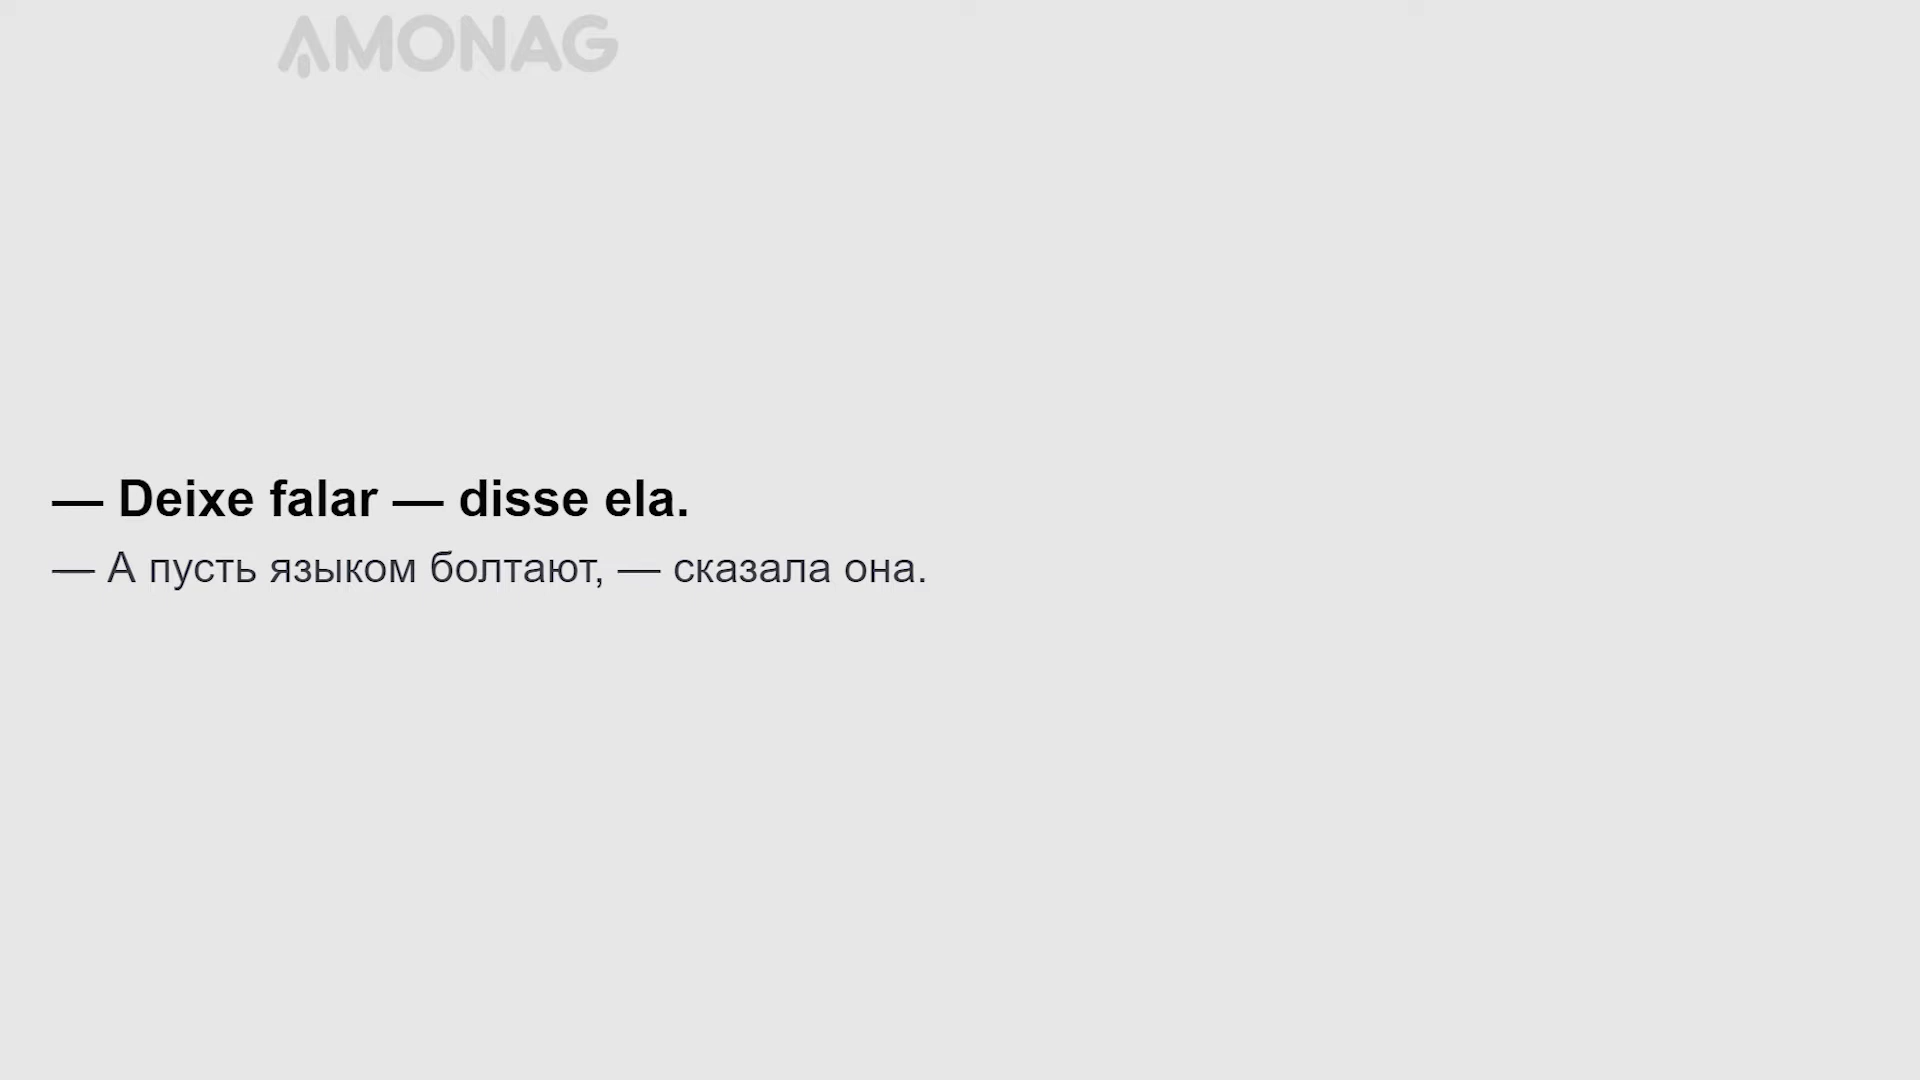 AMONAG
— Deixe falar — disse ela.
— А пусть языком болтают, — сказала она.